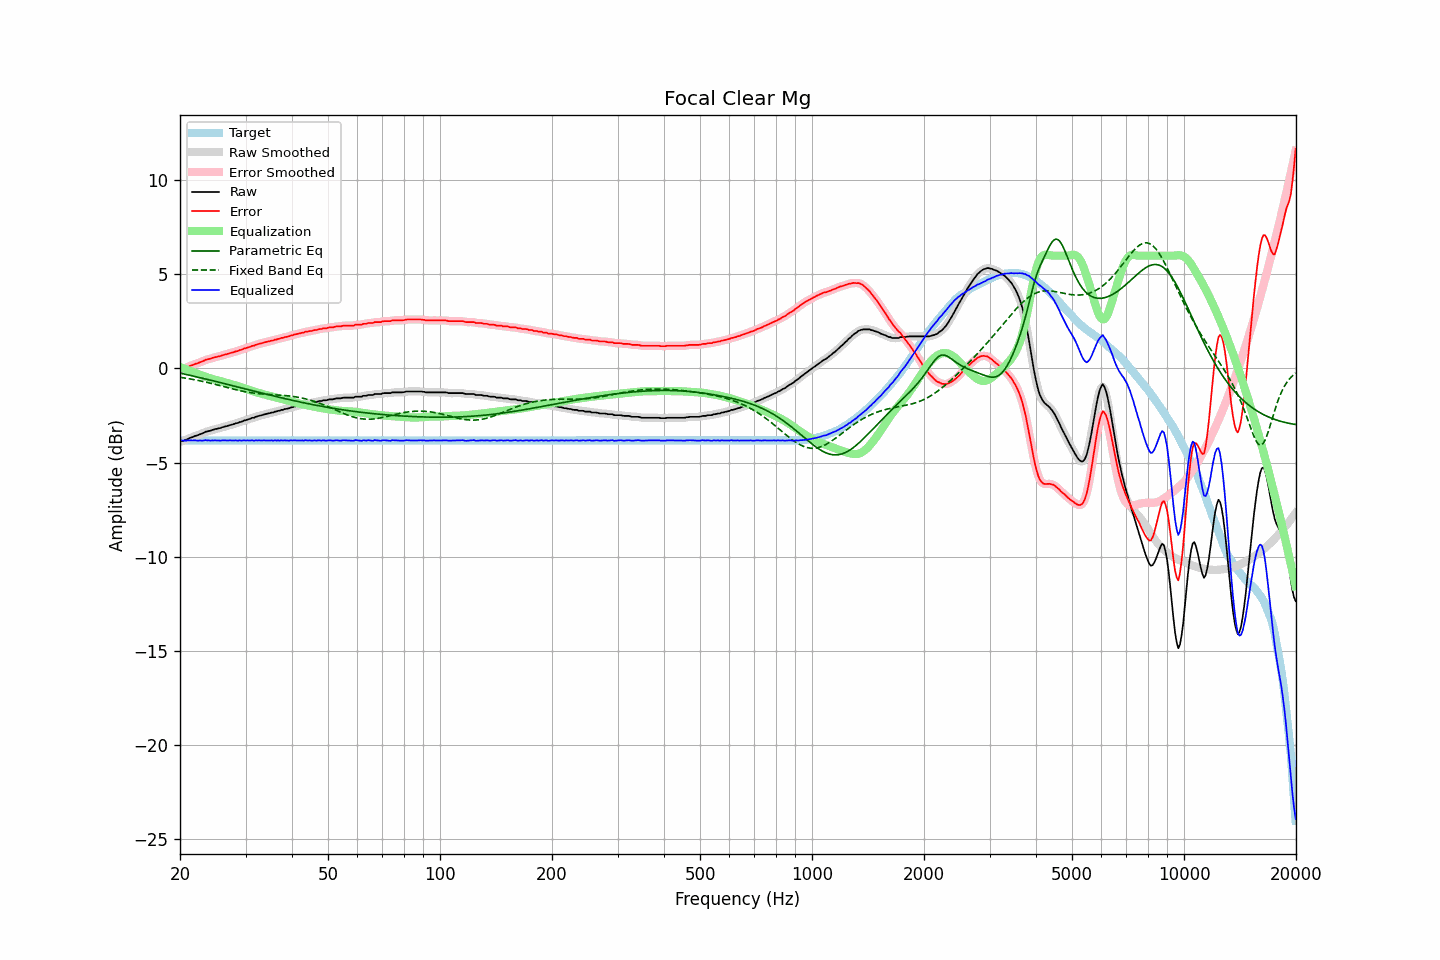 Focal Clear Mg
Target
Raw Smoothed
Error Smoothed
Raw
Error
Equalization
Parametric Eq
Fixed Band Eq
Equalized
10
5
0
−5
−10
−15
−20
−25
Amplitude (dBr)
20
50
100
200
500
1000
2000
5000
10000
20000
Frequency (Hz)